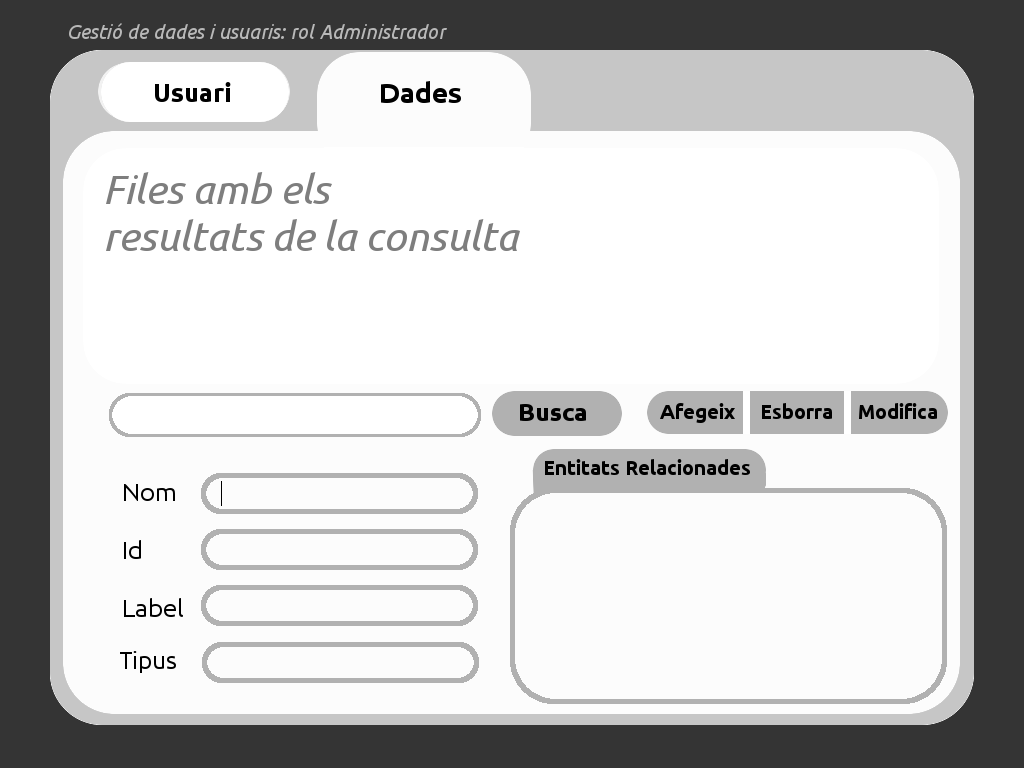 Gestió de dades i usuaris: rol Administrador
Usuari
Dades
Files amb els
resultats de la consulta
Busca
Afegeix
Esborra
Modifica
Entitats Relacionades
Nom
Id
Label
Tipus